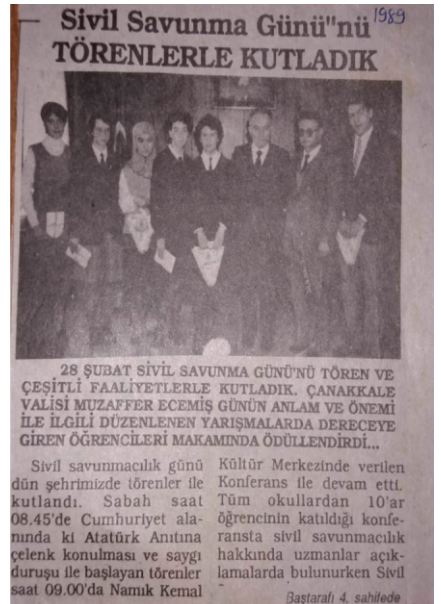 1989
Sivil Savunma Günü"nü
TÖRENLERLE KUTLADIK
28 ŞUBAT SİVİL SAVUNMA GÜNÜ'NÜ TÖREN VE
ÇEŞİTLİ FAALİYETLERLE KUTLADIK. ÇANAKKALE
VALİSİ MUZAFFER ECEMİŞ GÜNÜN ANLAM VE ÖNEMİ
İLE İLGİLİ DÜZENLENEN YARIŞMALARDA DERECEYE
GİREN ÖĞRENCİLERİ MAKAMINDA ÖDÜLLENDİRDİ...
Sivil savunmacılık günü
dün şehrimizde törenler ile
kutlandı. Sabah saat
08.45'de Cumhuriyet ala-
nında ki Atatürk Anıtına
çelenk konulması ve saygı
duruşu ile başlayan törenler
saat 09.00'da Namık Kemal
Kültür Merkezinde verilen
Konferans ile devam etti.
Tüm okullardan 10'ar
öğrencinin katıldığı konfe-
ransta sivil savunmacılık
hakkında uzmanlar açık-
lamalarda bulunurken Sivil
Baştarafı 4. sahifede